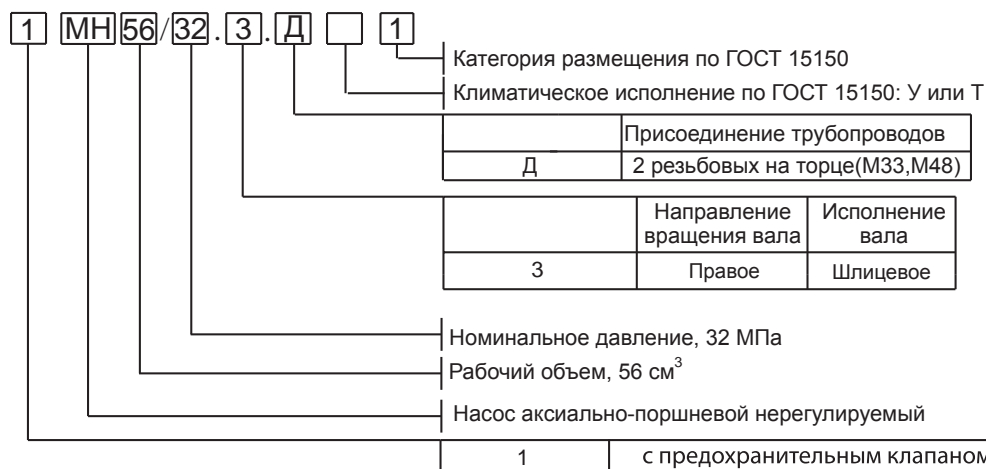 1 МН 56/32.3.Д 1
Категория размещения по ГОСТ 15150
Климатическое исполнение по ГОСТ 15150: У или Т
Присоединение трубопроводов
Д 2 резьбовых на торце(М33,М48)
Направление вращения вала Исполнение вала
3 Правое Шлицевое
Номинальное давление, 32 МПа
Рабочий объем, 56 см³
Насос аксиально-поршневой нерегулируемый
1 с предохранительным клапаном